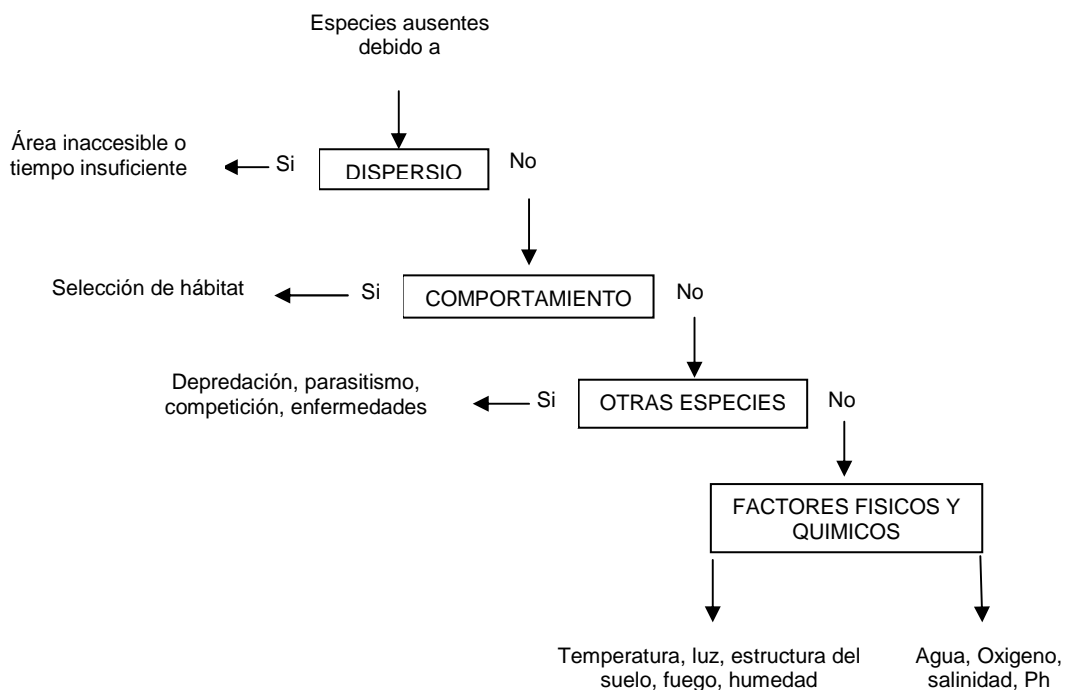 Especies ausentes
debido a
Área inaccesible o
tiempo insuficiente
Si
DISPERSIO
No
Selección de hábitat
Si
COMPORTAMIENTO
No
Depredación, parasitismo,
competición, enfermedades
Si
OTRAS ESPECIES
No
FACTORES FISICOS Y
QUIMICOS
Temperatura, luz, estructura del
suelo, fuego, humedad
Agua, Oxigeno,
salinidad, Ph